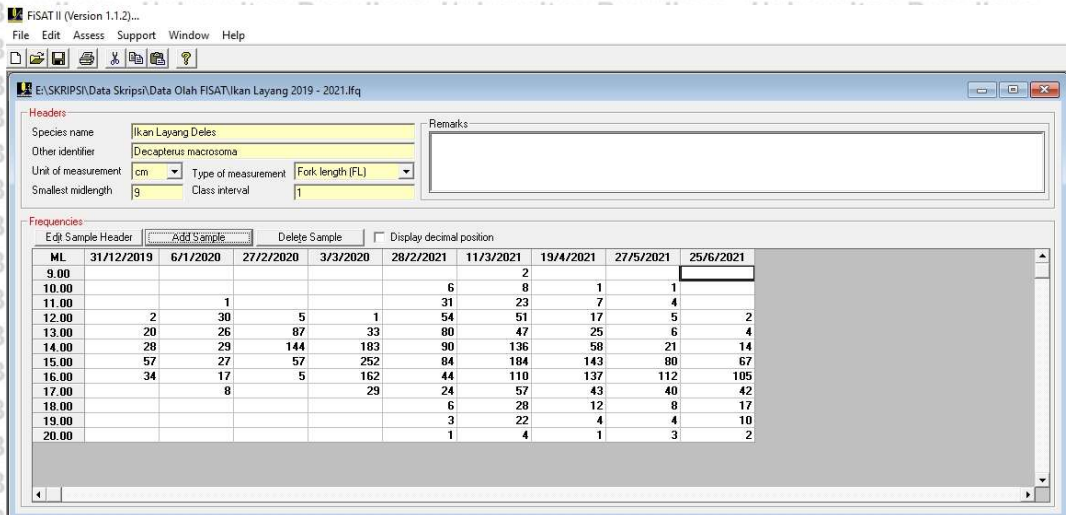 FiSAT II (Version 1.1.2)...
File Edit Assess Support Window Help
E:\SKRIPSI\Data Skripsi\Data Olah FISAT\Ikan Layang 2019 - 2021.lfq
Headers
Species name Ikan Layang Deles
Other identifier Decapterus macrosoma
Unit of measurement cm Type of measurement Fork length (FL)
Smallest midlength 9 Class interval 1
Remarks
Frequencies
Edit Sample Header Add Sample Delete Sample Display decimal position
ML 31/12/2019 6/1/2020 27/2/2020 3/3/2020 28/2/2021 11/3/2021 19/4/2021 27/5/2021 25/6/2021
9.00 2
10.00 6 8 1 1
11.00 1 31 23 7 4
12.00 2 30 5 1 54 51 17 5 2
13.00 20 26 87 33 80 47 25 6 4
14.00 28 29 144 183 90 136 58 21 14
15.00 57 27 57 252 84 184 143 80 67
16.00 34 17 5 162 44 110 137 112 105
17.00 8 29 24 57 43 40 42
18.00 6 28 12 8 17
19.00 3 22 4 4 10
20.00 1 4 1 3 2